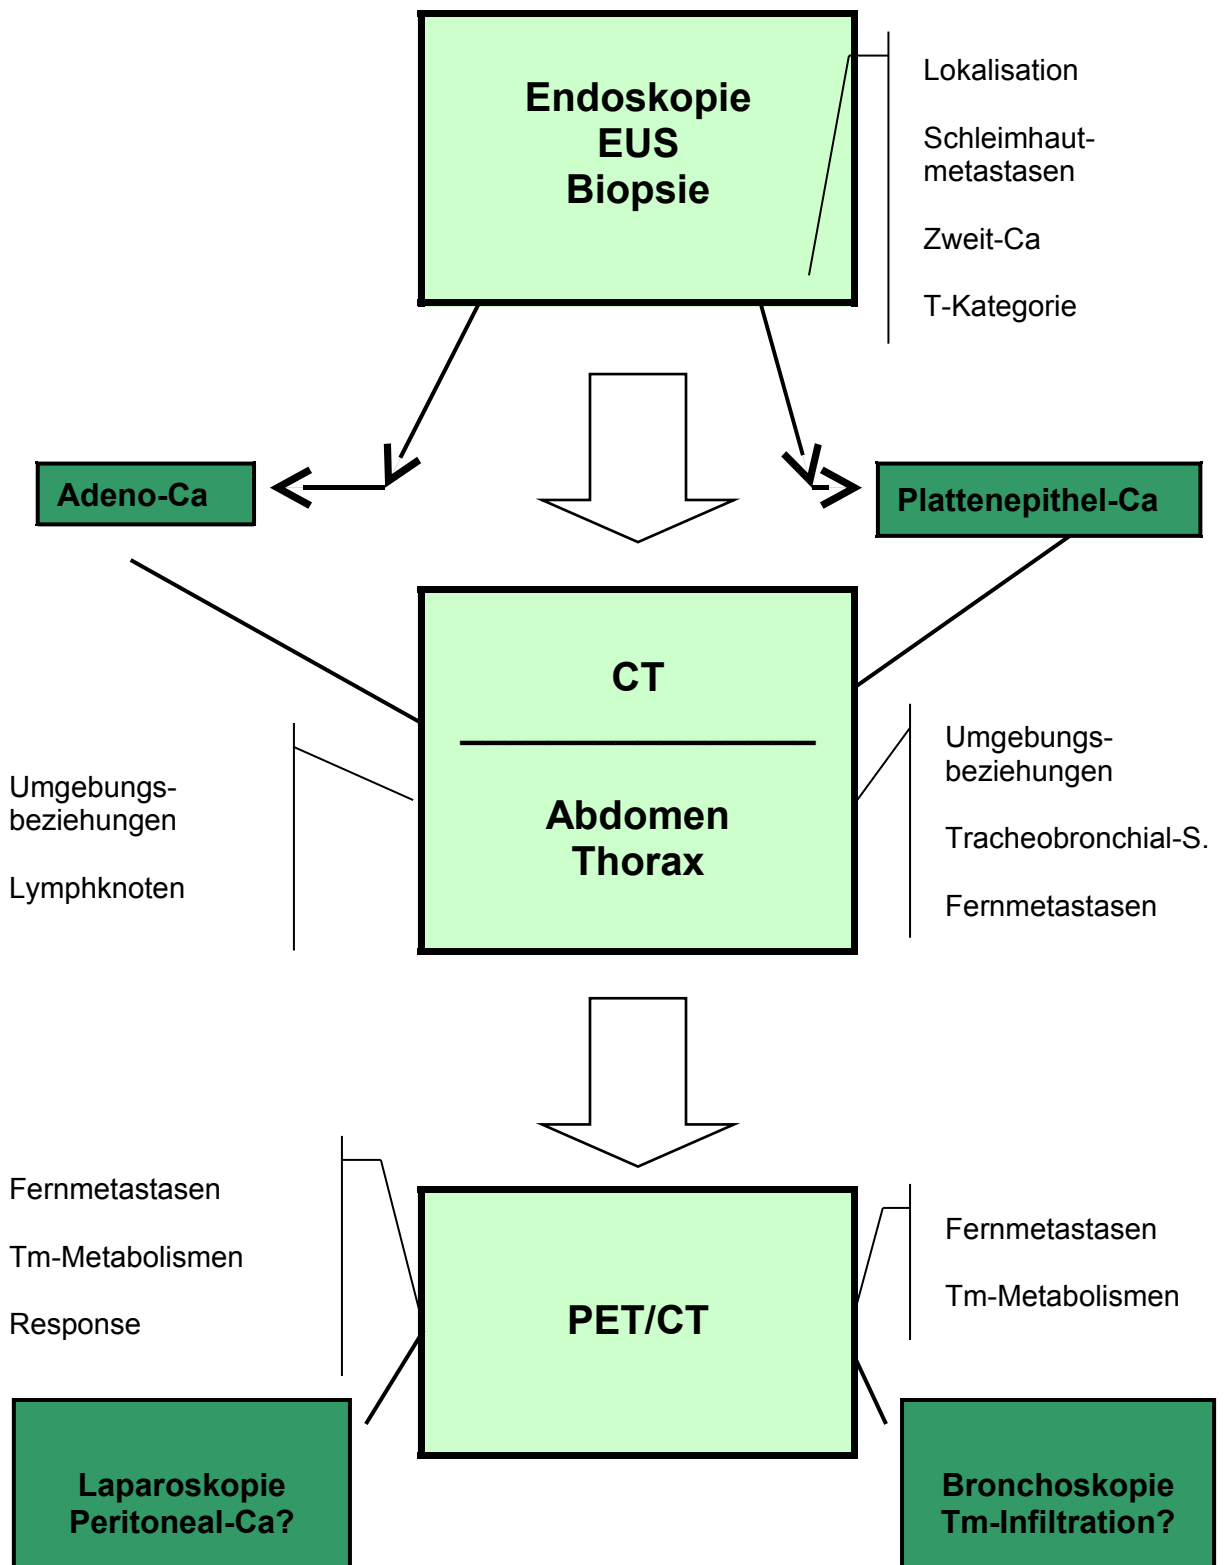 Endoskopie
EUS
Biopsie
Lokalisation
Schleimhaut-
metastasen
Zweit-Ca
T-Kategorie
Adeno-Ca
Plattenepithel-Ca
CT
Abdomen
Thorax
Umgebungs-
beziehungen
Lymphknoten
Umgebungs-
beziehungen
Tracheobronchial-S.
Fernmetastasen
Fernmetastasen
Tm-Metabolismen
Response
PET/CT
Fernmetastasen
Tm-Metabolismen
Laparoskopie
Peritoneal-Ca?
Bronchoskopie
Tm-Infiltration?